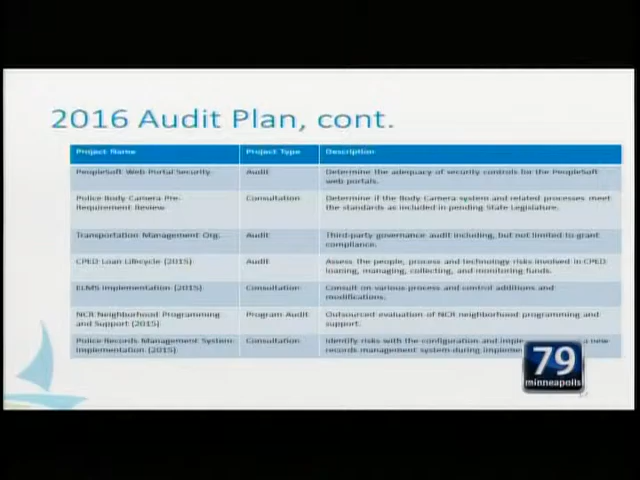 2016 Audit Plan, cont.
Project Name Project Type Description
PeopleSoft Web Portal Security Audit Determine the adequacy of security controls for the PeopleSoft
web portals.
Police Body Camera Pre- Consultation Determine if the Body Camera system and related processes meet
Requirement Review the standards as included in pending State Legislature.
Transportation Management Org. Audit Third-party governance audit including, but not limited to grant
compliance.
CPED Loan Lifecycle (2015) Audit Assess the people, process and technology risks involved in CPED
loaning, managing, collecting, and monitoring funds.
ELMS Implementation (2015) Consultation Consult on various process and control additions and
modifications.
NCR Neighborhood Programming Program Audit Outsourced evaluation of NCR neighborhood programming and
and Support (2015) support.
Police Records Management System Consultation Identify risks with the configuration and a new
Implementation (2015) records management system during
79
minneapolis